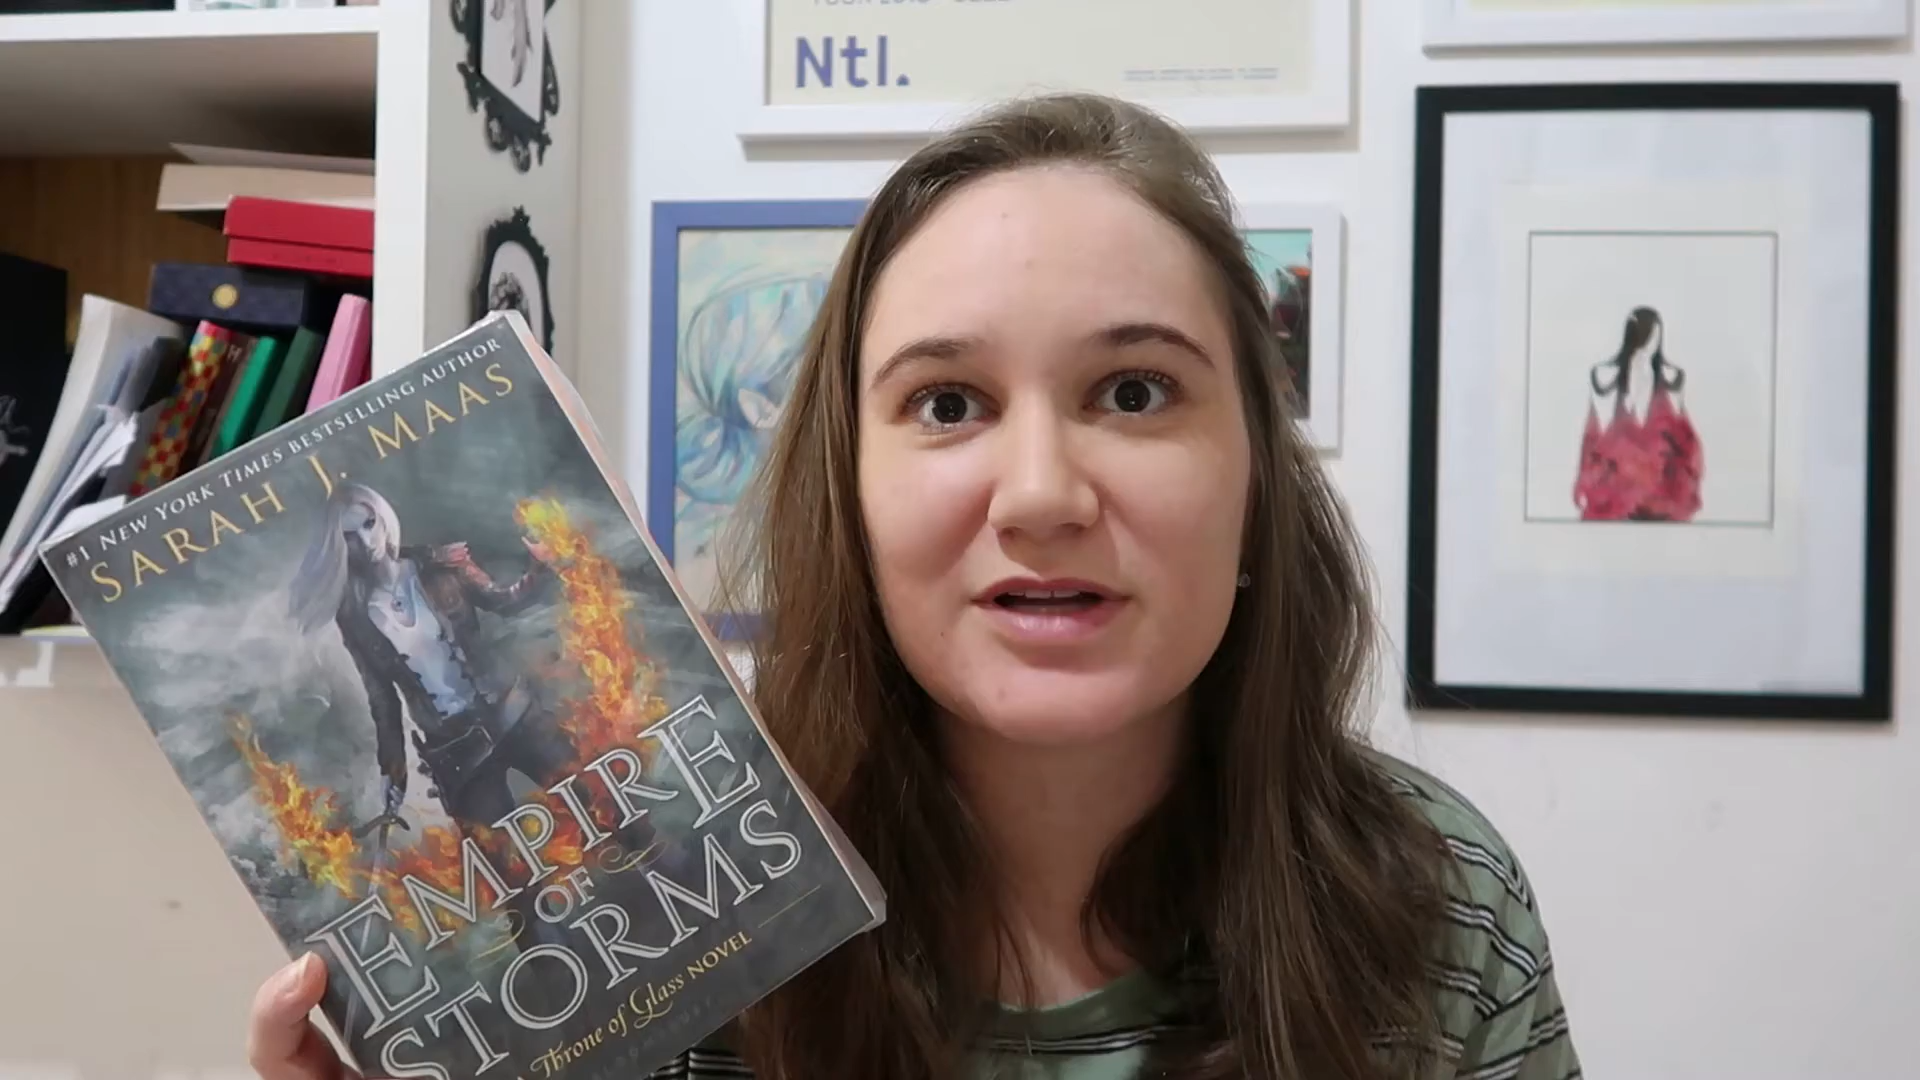 Ntl.
#1 NEW YORK TIMES BESTSELLING AUTHOR
SARAH J. MAAS
EMPIRE
OF
STORMS
A Throne of Glass NOVEL